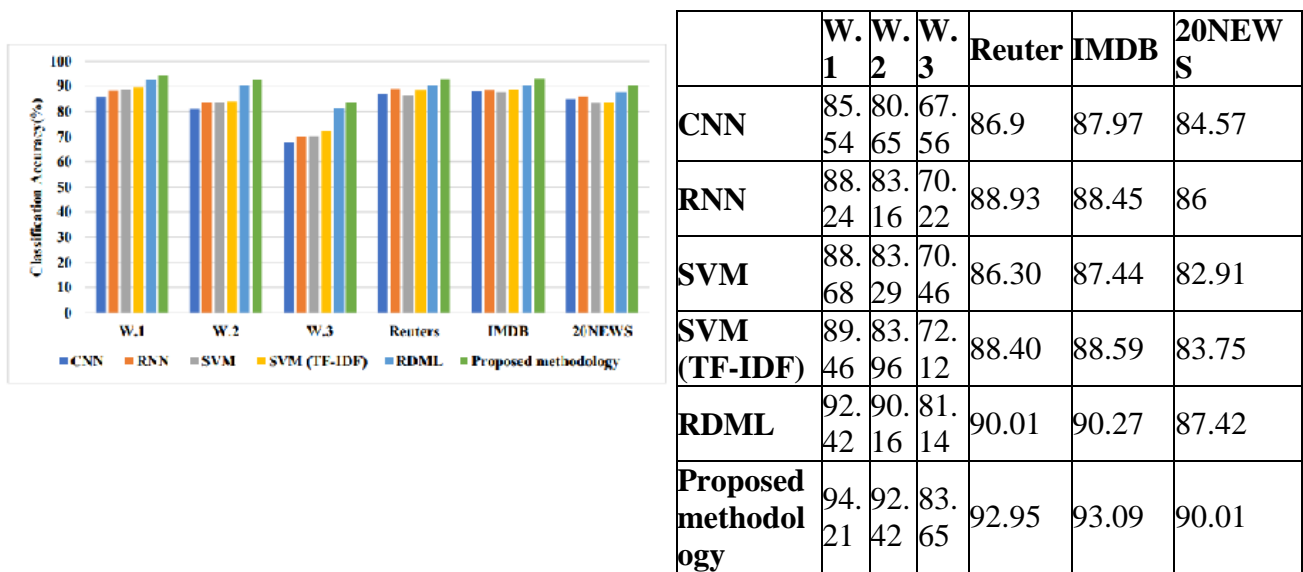 100
90
80
70
60
50
40
30
20
10
0
Classification Accuracy(%)
W.1 W.2 W.3 Reuters IMDB 20NEWS
CNN RNN SVM SVM (TF-IDF) RDML Proposed methodology
W. W. W. Reuter IMDB 20NEW
1 2 3 S
CNN 85. 80. 67. 86.9 87.97 84.57
54 65 56
RNN 88. 83. 70. 88.93 88.45 86
24 16 22
SVM 88. 83. 70. 86.30 87.44 82.91
68 29 46
SVM 89. 83. 72. 88.40 88.59 83.75
(TF-IDF) 46 96 12
RDML 92. 90. 81. 90.01 90.27 87.42
42 16 14
Proposed
methodol 94. 92. 83. 92.95 93.09 90.01
ogy 21 42 65